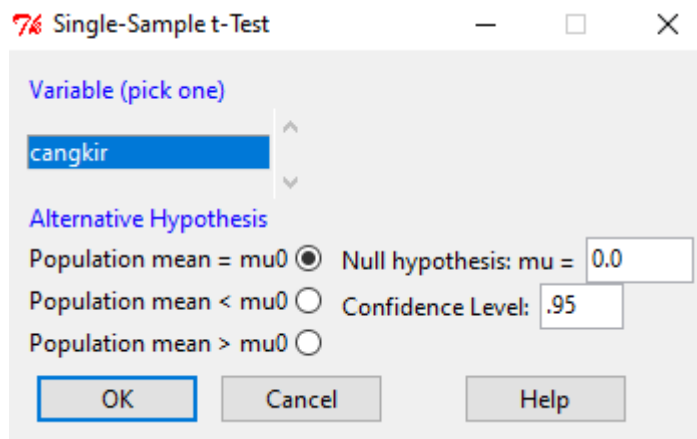 Single-Sample t-Test
Variable (pick one)
cangkir
Alternative Hypothesis
Population mean = mu0 Null hypothesis: mu = 0.0
Population mean < mu0 Confidence Level: .95
Population mean > mu0
OK Cancel Help